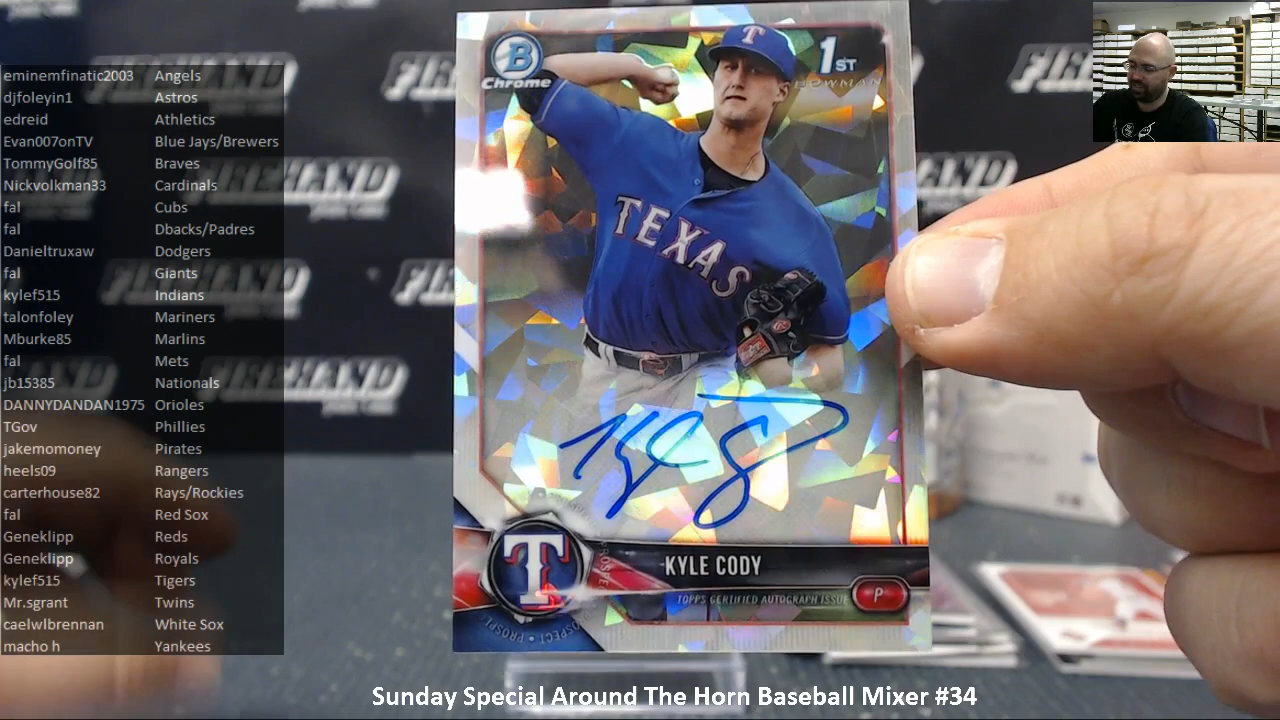 eminemfinatic2003 Angels
djfoleyin1 Astros
edreid Athletics
Evan007onTV Blue Jays/Brewers
TommyGolf85 Braves
Nickvolkman33 Cardinals
fal Cubs
fal Dbacks/Padres
Danieltruxaw Dodgers
fal Giants
kylef515 Indians
talonfoley Mariners
Mburke85 Marlins
fal Mets
jb15385 Nationals
DANNYDANDAN1975 Orioles
TGov Phillies
jakemomoney Pirates
heels09 Rangers
carterhouse82 Rays/Rockies
fal Red Sox
Geneklipp Reds
Geneklipp Royals
kylef515 Tigers
Mr.sgrant Twins
caelwlbrennan White Sox
macho h Yankees
FIREHAND
B
Chrome
1ST
BOWMAN
T
TEXAS
T
KYLE CODY
TOPPS CERTIFIED AUTOGRAPH ISSUE
P
PROSPECT • PROSPECT
Sunday Special Around The Horn Baseball Mixer #34